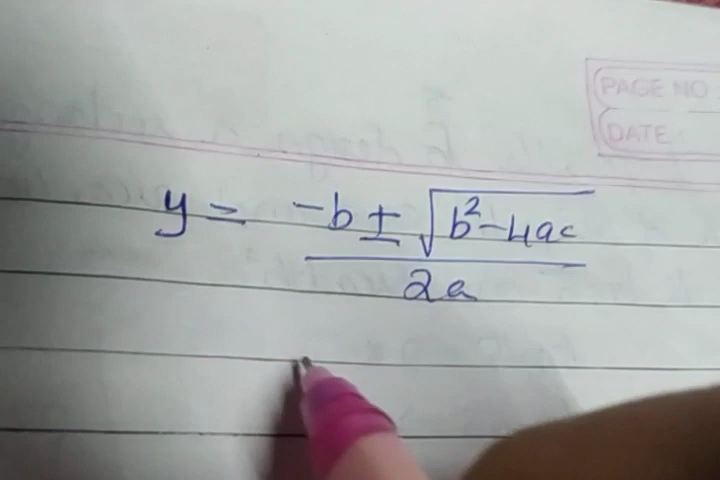 PAGE NO
DATE
y = -b ± √b² - 4ac
2a